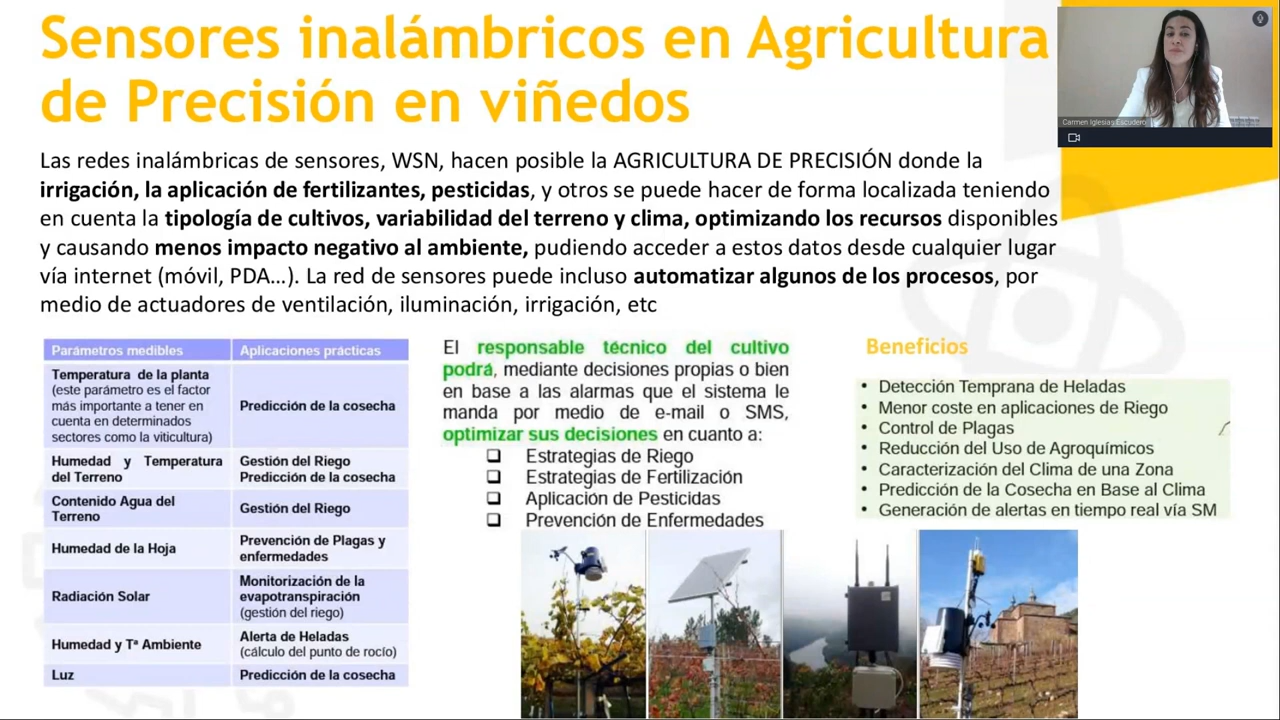 Sensores inalámbricos en Agricultura
de Precisión en viñedos
Carmen Iglesias Escudero
Las redes inalámbricas de sensores, WSN, hacen posible la AGRICULTURA DE PRECISIÓN donde la
irrigación, la aplicación de fertilizantes, pesticidas, y otros se puede hacer de forma localizada teniendo
en cuenta la tipología de cultivos, variabilidad del terreno y clima, optimizando los recursos disponibles
y causando menos impacto negativo al ambiente, pudiendo acceder a estos datos desde cualquier lugar
vía internet (móvil, PDA...). La red de sensores puede incluso automatizar algunos de los procesos, por
medio de actuadores de ventilación, iluminación, irrigación, etc
Parámetros medibles
Aplicaciones prácticas
Temperatura de la planta
(este parámetro es el factor
más importante a tener en
cuenta en determinados
sectores como la viticultura)
Predicción de la cosecha
Humedad y Temperatura
del Terreno
Gestión del Riego
Predicción de la cosecha
Contenido Agua del
Terreno
Gestión del Riego
Humedad de la Hoja
Prevención de Plagas y
enfermedades
Radiación Solar
Monitorización de la
evapotranspiración
(gestión del riego)
Humedad y Tª Ambiente
Alerta de Heladas
(cálculo del punto de rocío)
Luz
Predicción de la cosecha
El responsable técnico del cultivo
podrá, mediante decisiones propias o bien
en base a las alarmas que el sistema le
manda por medio de e-mail o SMS,
optimizar sus decisiones en cuanto a:
❑ Estrategias de Riego
❑ Estrategias de Fertilización
❑ Aplicación de Pesticidas
❑ Prevención de Enfermedades
Beneficios
• Detección Temprana de Heladas
• Menor coste en aplicaciones de Riego
• Control de Plagas
• Reducción del Uso de Agroquímicos
• Caracterización del Clima de una Zona
• Predicción de la Cosecha en Base al Clima
• Generación de alertas en tiempo real vía SM